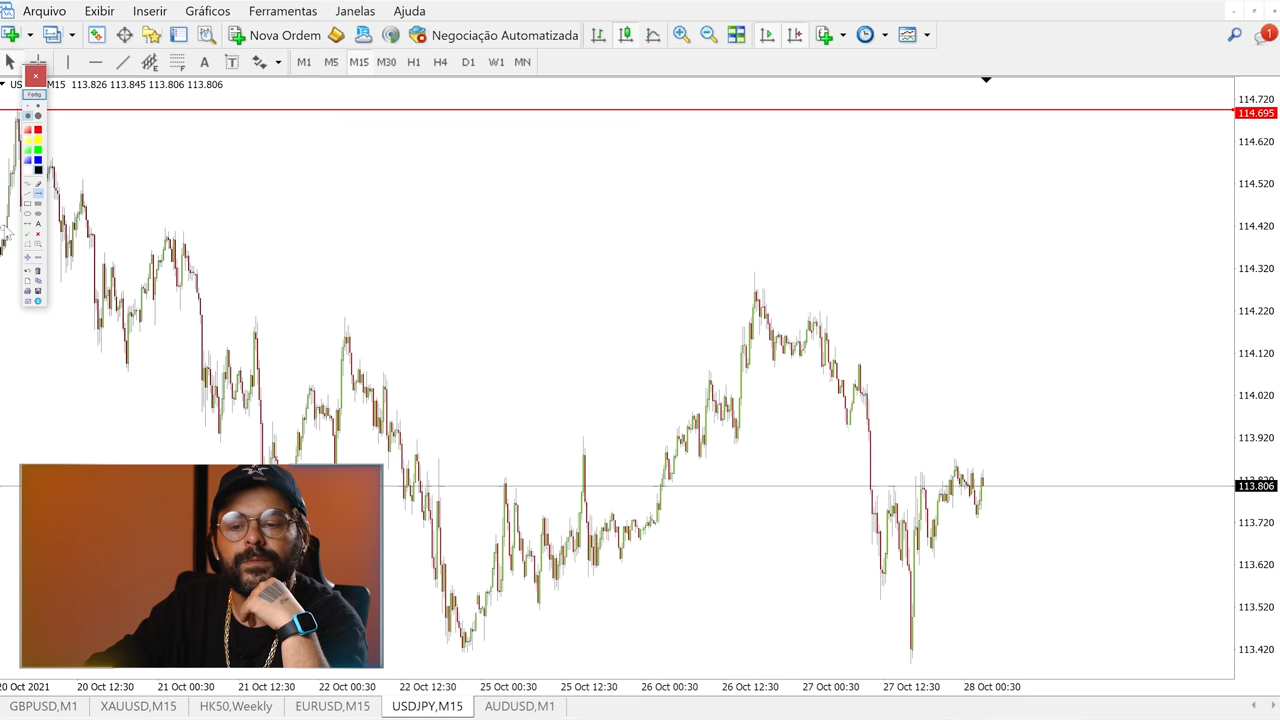 Arquivo Exibir Inserir Gráficos Ferramentas Janelas Ajuda
Nova Ordem Negociação Automatizada 1
A T M1 M5 M15 M30 H1 H4 D1 W1 MN
US M15 113.826 113.845 113.806 113.806
Fertig
A
114.720
114.695
114.620
114.520
114.420
114.320
114.220
114.120
114.020
113.920
113.806
113.720
113.620
113.520
113.420
20 Oct 2021 20 Oct 12:30 21 Oct 00:30 21 Oct 12:30 22 Oct 00:30 22 Oct 12:30 25 Oct 00:30 25 Oct 12:30 26 Oct 00:30 26 Oct 12:30 27 Oct 00:30 27 Oct 12:30 28 Oct 00:30
GBPUSD,M1 XAUUSD,M15 HK50,Weekly EURUSD,M15 USDJPY,M15 AUDUSD,M1